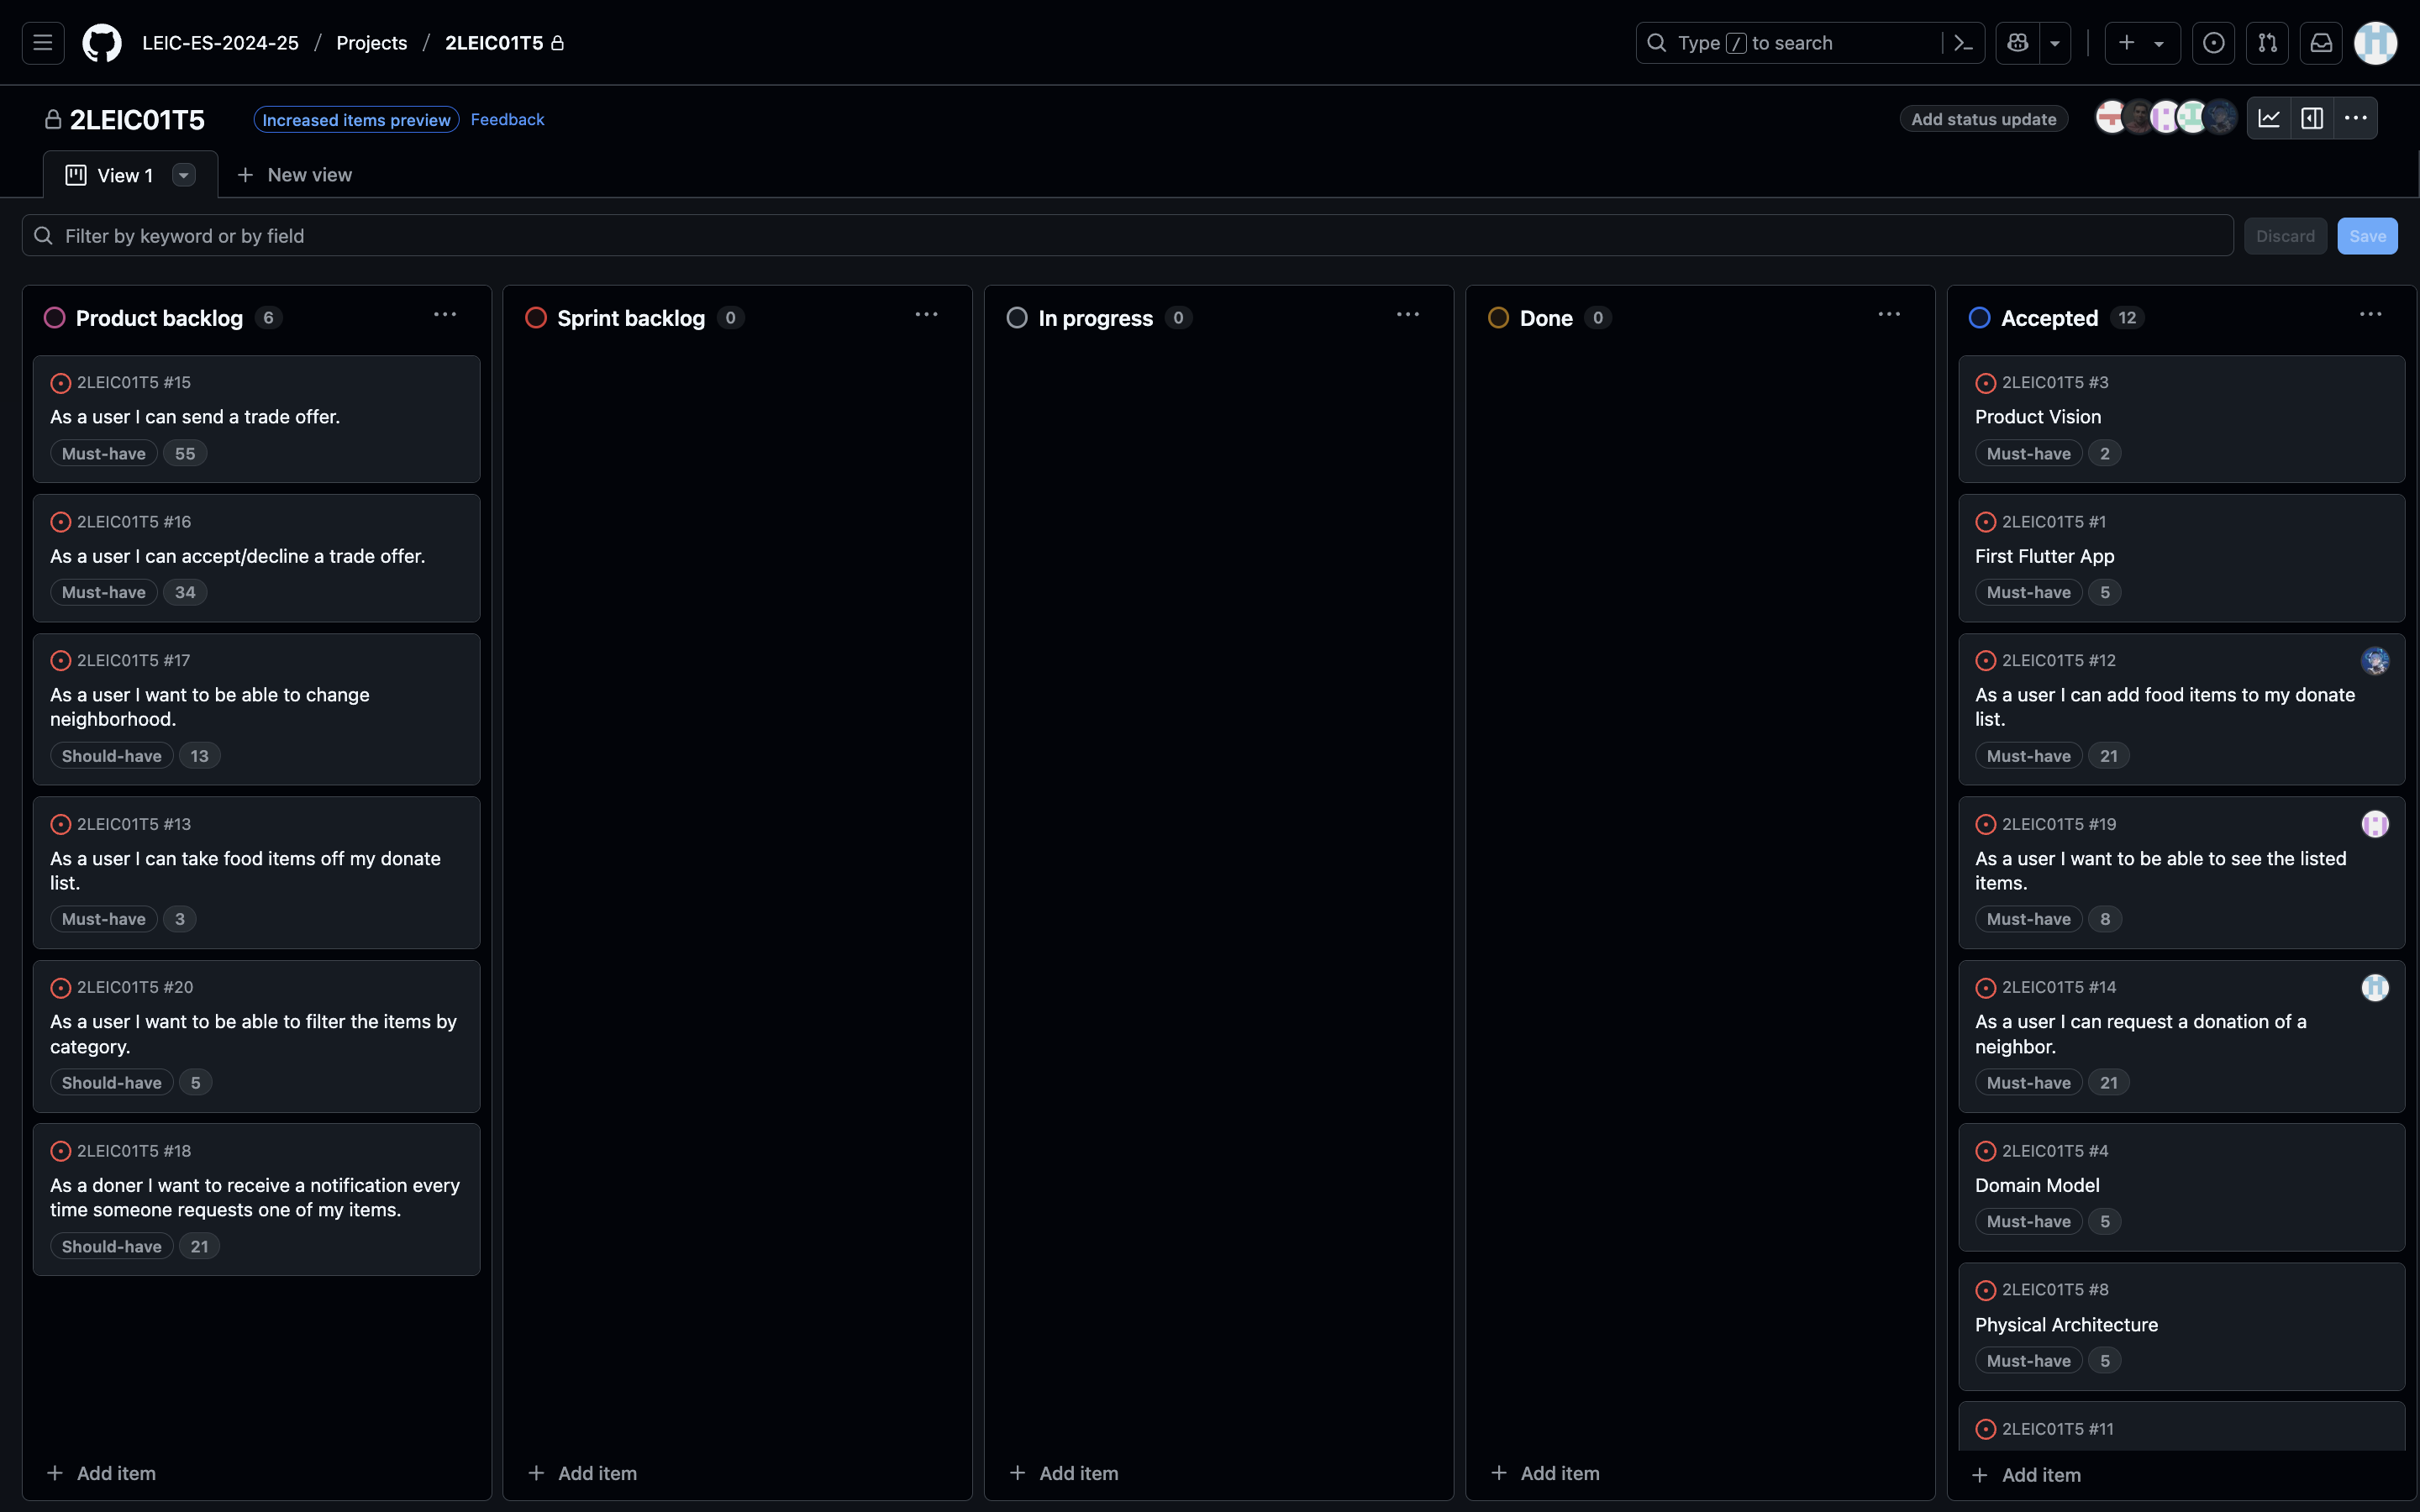 LEIC-ES-2024-25 / Projects / 2LEIC01T5
Type / to search
2LEIC01T5
Increased items preview
Feedback
Add status update
View 1
New view
Filter by keyword or by field
Discard
Save
Product backlog 6
2LEIC01T5 #15
As a user I can send a trade offer.
Must-have 55
2LEIC01T5 #16
As a user I can accept/decline a trade offer.
Must-have 34
2LEIC01T5 #17
As a user I want to be able to change
neighborhood.
Should-have 13
2LEIC01T5 #13
As a user I can take food items off my donate
list.
Must-have 3
2LEIC01T5 #20
As a user I want to be able to filter the items by
category.
Should-have 5
2LEIC01T5 #18
As a doner I want to receive a notification every
time someone requests one of my items.
Should-have 21
Add item
Sprint backlog 0
Add item
In progress 0
Add item
Done 0
Add item
Accepted 12
2LEIC01T5 #3
Product Vision
Must-have 2
2LEIC01T5 #1
First Flutter App
Must-have 5
2LEIC01T5 #12
As a user I can add food items to my donate
list.
Must-have 21
2LEIC01T5 #19
As a user I want to be able to see the listed
items.
Must-have 8
2LEIC01T5 #14
As a user I can request a donation of a
neighbor.
Must-have 21
2LEIC01T5 #4
Domain Model
Must-have 5
2LEIC01T5 #8
Physical Architecture
Must-have 5
2LEIC01T5 #11
Add item